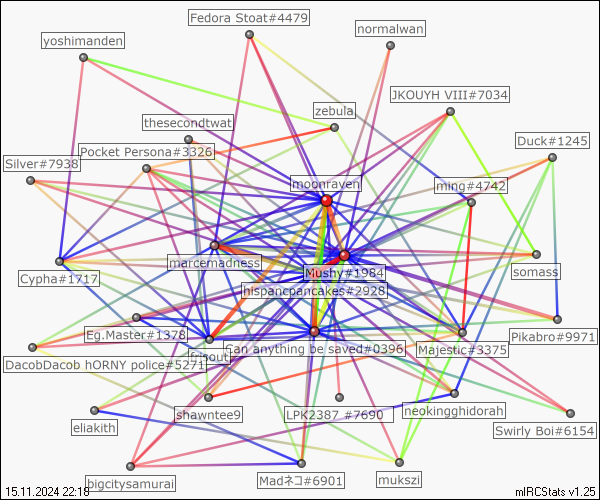 Fedora Stoat#4479
normalwan
yoshimanden
JKOUYH VIII#7034
zebula
thesecondtwat
Duck#1245
Pocket Persona#3326
Silver#7938
moonraven
ming#4742
marcemadness
Mushy#1984
somass
Cypha#1717
hispancpancakes#2928
Eg.Master#1378
Pikabro#9971
Can anything be saved#0396
Majestic#3375
frisouti
DacobDacob hORNY police#5271
shawntee9
LPK2387 #7690
neokingghidorah
eliakith
Swirly Boi#6154
bigcitysamurai
Madネコ#6901
mukszi
15.11.2024 22:18
mIRCStats v1.25